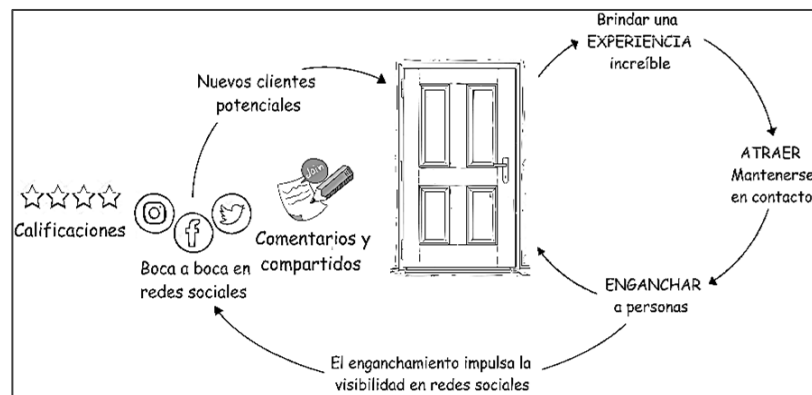 Brindar una
EXPERIENCIA
increíble
Nuevos clientes
potenciales
ATRAER
Mantenerse
en contacto
Join
Calificaciones
Comentarios y
compartidos
Boca a boca en
redes sociales
ENGANCHAR
a personas
El enganchamiento impulsa la
visibilidad en redes sociales